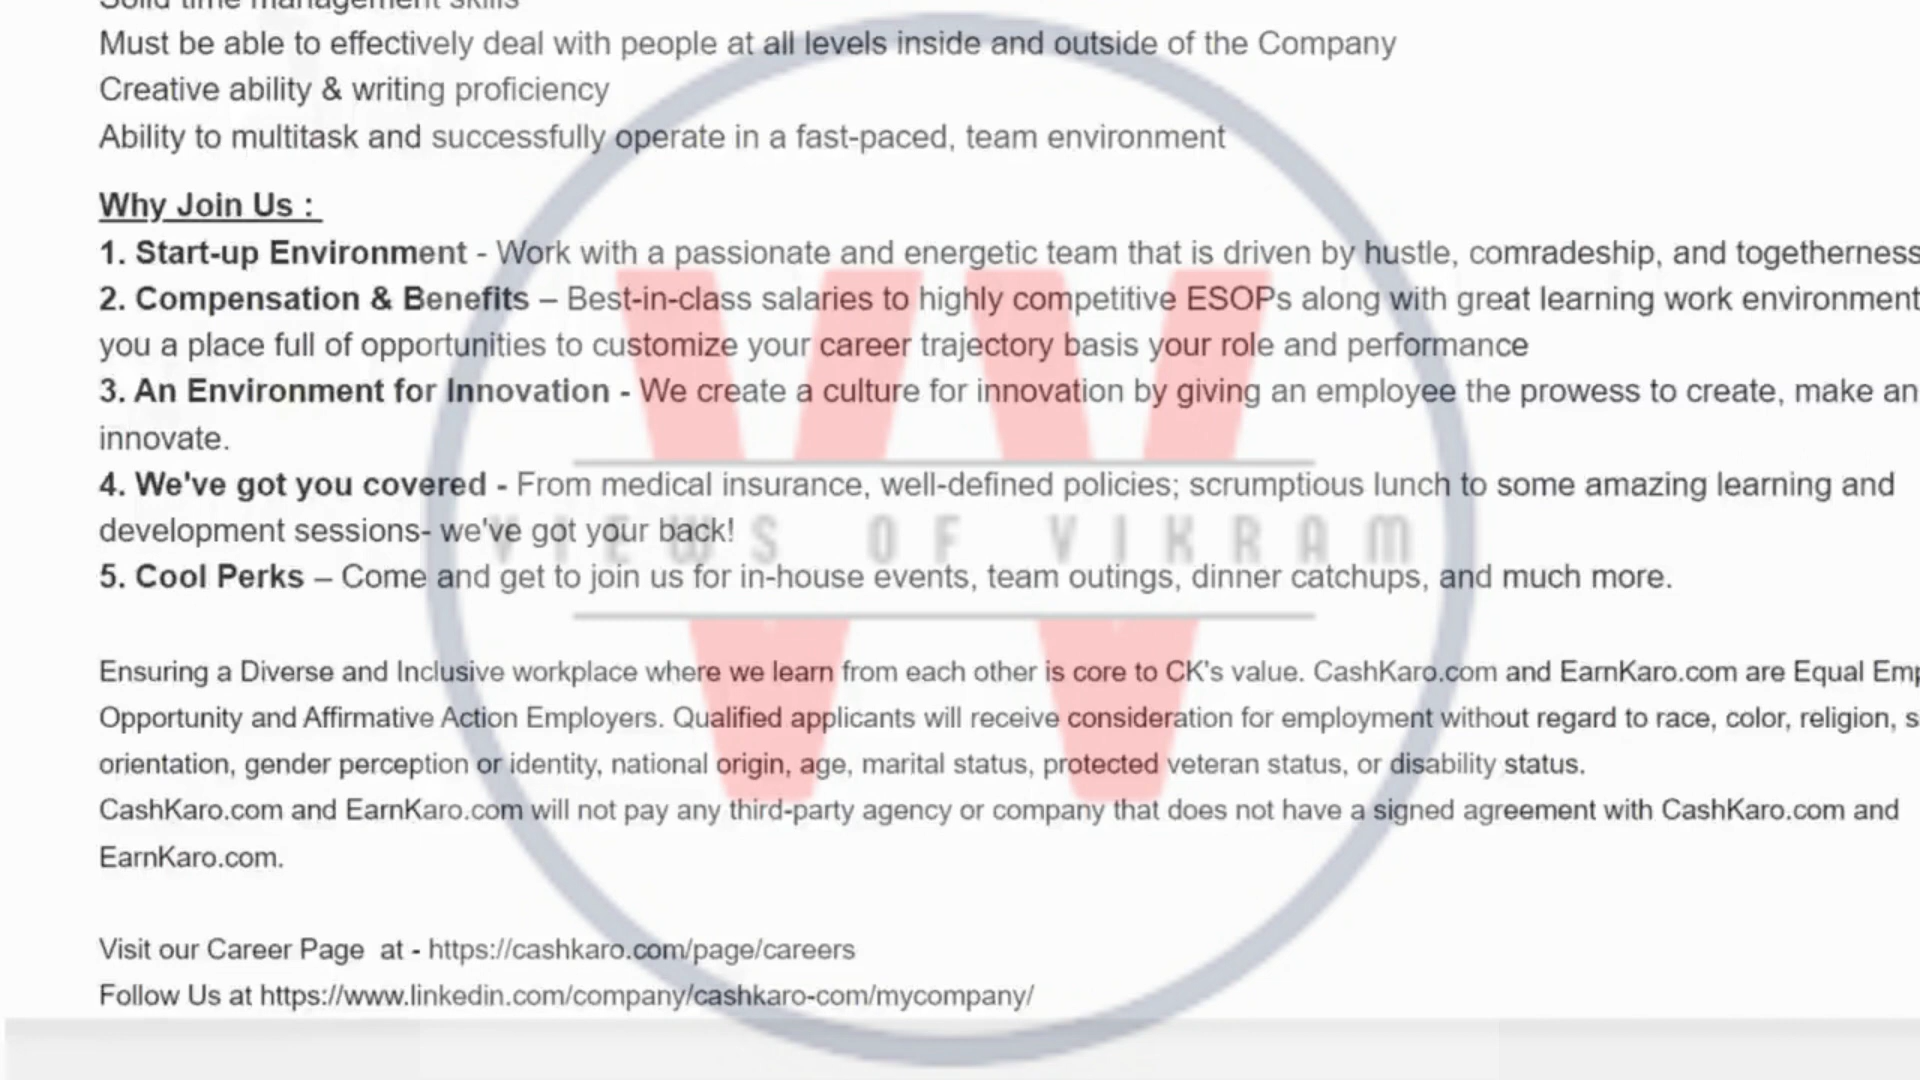 Solid time management skills
Must be able to effectively deal with people at all levels inside and outside of the Company
Creative ability & writing proficiency
Ability to multitask and successfully operate in a fast-paced, team environment
Why Join Us :
1. Start-up Environment - Work with a passionate and energetic team that is driven by hustle, comradeship, and togetherness
2. Compensation & Benefits – Best-in-class salaries to highly competitive ESOPs along with great learning work environment
you a place full of opportunities to customize your career trajectory basis your role and performance
3. An Environment for Innovation - We create a culture for innovation by giving an employee the prowess to create, make an
innovate.
4. We've got you covered - From medical insurance, well-defined policies; scrumptious lunch to some amazing learning and
development sessions- we've got your back!
VIEWS OF VIKRAM
5. Cool Perks – Come and get to join us for in-house events, team outings, dinner catchups, and much more.
Ensuring a Diverse and Inclusive workplace where we learn from each other is core to CK's value. CashKaro.com and EarnKaro.com are Equal Emp
Opportunity and Affirmative Action Employers. Qualified applicants will receive consideration for employment without regard to race, color, religion, s
orientation, gender perception or identity, national origin, age, marital status, protected veteran status, or disability status.
CashKaro.com and EarnKaro.com will not pay any third-party agency or company that does not have a signed agreement with CashKaro.com and
EarnKaro.com.
Visit our Career Page at - https://cashkaro.com/page/careers
Follow Us at https://www.linkedin.com/company/cashkaro-com/mycompany/